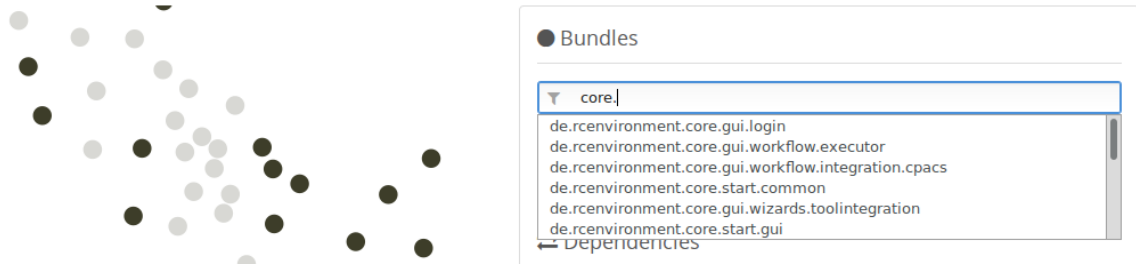 Bundles
core.
de.rcenvironment.core.gui.login
de.rcenvironment.core.gui.workflow.executor
de.rcenvironment.core.gui.workflow.integration.cpacs
de.rcenvironment.core.start.common
de.rcenvironment.core.gui.wizards.toolintegration
de.rcenvironment.core.start.gui
Dependencies